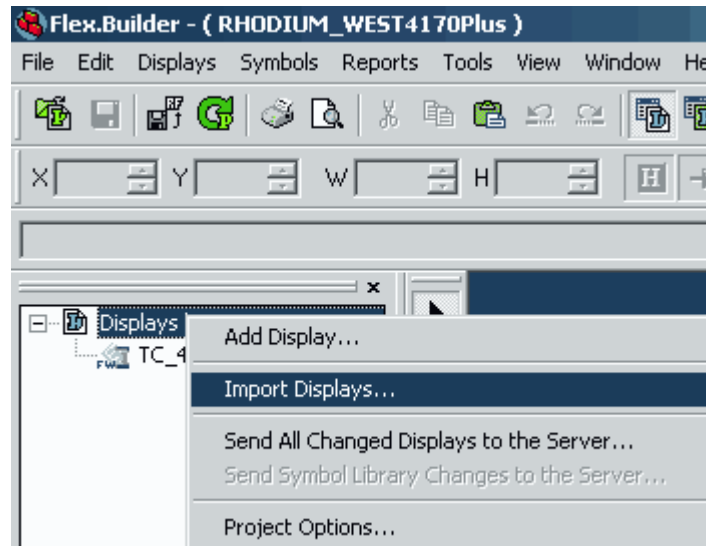 Flex.Builder - ( RHODIUM_WEST4170Plus )
File Edit Displays Symbols Reports Tools View Window He
X Y W H H
Displays
TC_4
Add Display...
Import Displays...
Send All Changed Displays to the Server...
Send Symbol Library Changes to the Server...
Project Options...